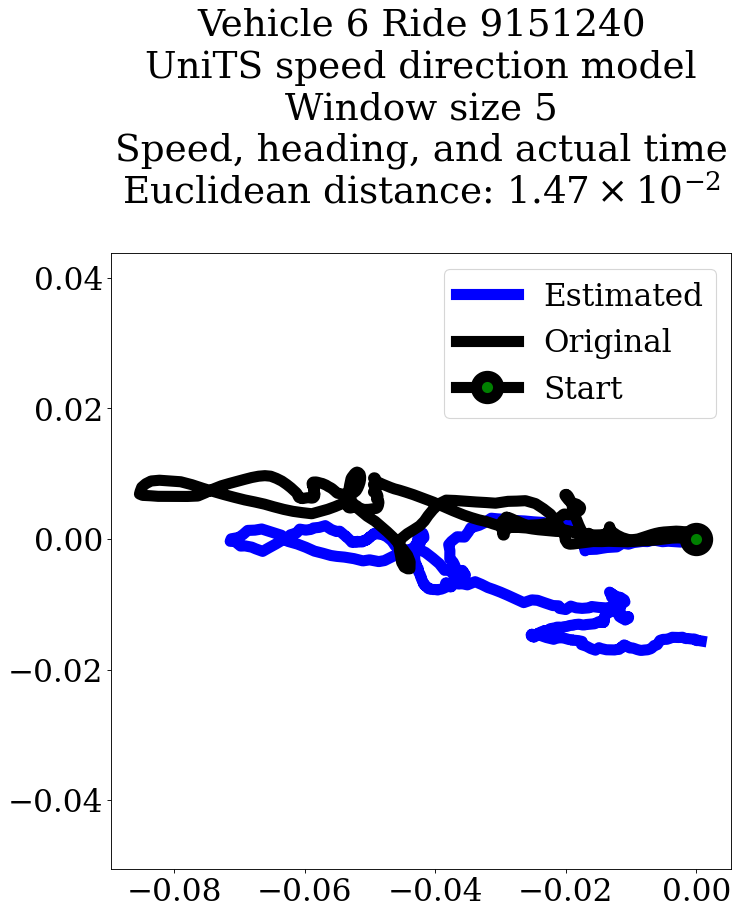 Vehicle 6 Ride 9151240
UniTS speed direction model
Window size 5
Speed, heading, and actual time
Euclidean distance: 1.47 × 10⁻²
Estimated
Original
Start
0.04
0.02
0.00
−0.02
−0.04
−0.08 −0.06 −0.04 −0.02 0.00